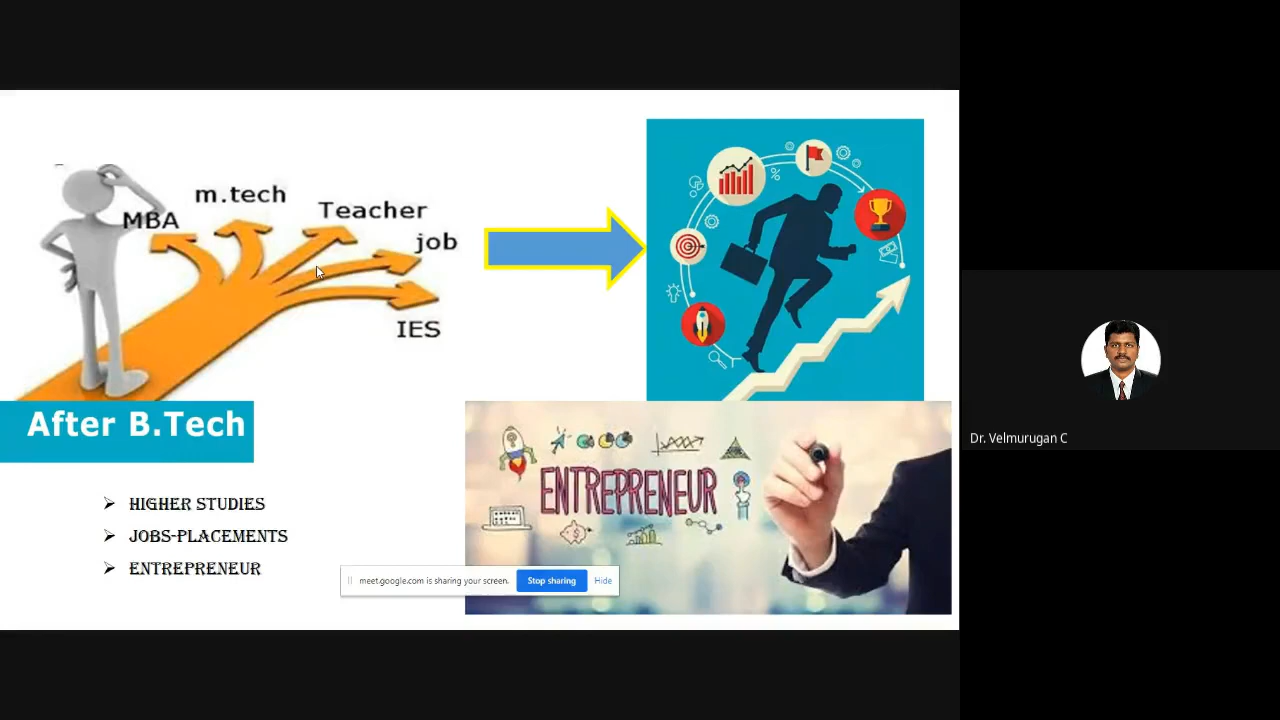 m.tech
MBA
Teacher
job
IES
After B.Tech
HIGHER STUDIES
JOBS-PLACEMENTS
ENTREPRENEUR
%
ENTREPRENEUR
meet.google.com is sharing your screen.
Stop sharing
Hide
Dr. Velmurugan C